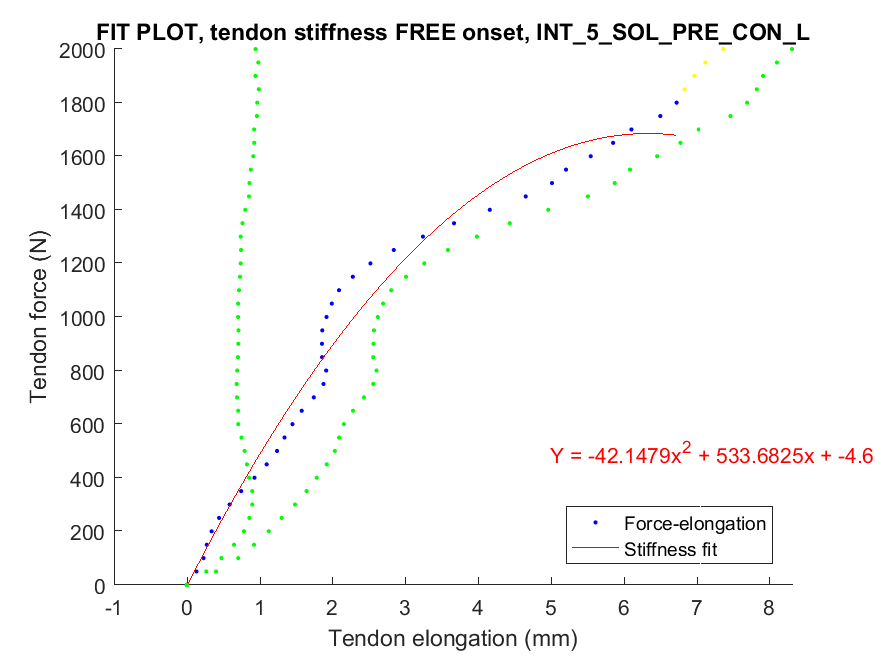 FIT PLOT, tendon stiffness FREE onset, INT_5_SOL_PRE_CON_L
2000
1800
1600
1400
1200
1000
800
600
400
200
0
Tendon force (N)
Y = -42.1479x² + 533.6825x + -4.6
Force-elongation
Stiffness fit
-1 0 1 2 3 4 5 6 7 8
Tendon elongation (mm)